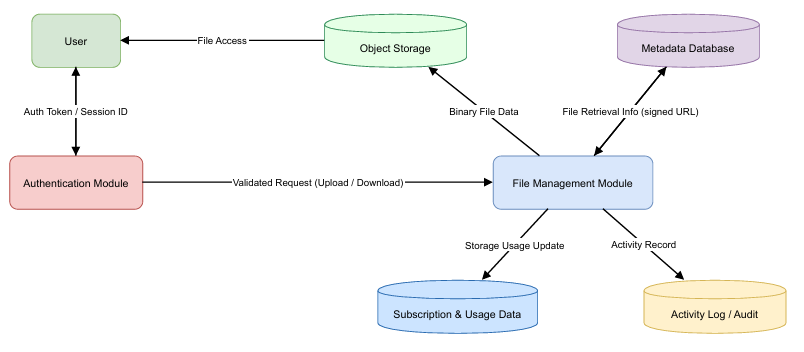 User
File Access
Object Storage
Metadata Database
Auth Token / Session ID
Binary File Data
File Retrieval Info (signed URL)
Authentication Module
Validated Request (Upload / Download)
File Management Module
Storage Usage Update
Activity Record
Subscription & Usage Data
Activity Log / Audit